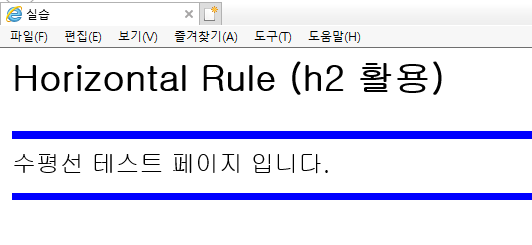 실습
파일(F) 편집(E) 보기(V) 즐겨찾기(A) 도구(T) 도움말(H)
Horizontal Rule (h2 활용)
수평선 테스트 페이지 입니다.